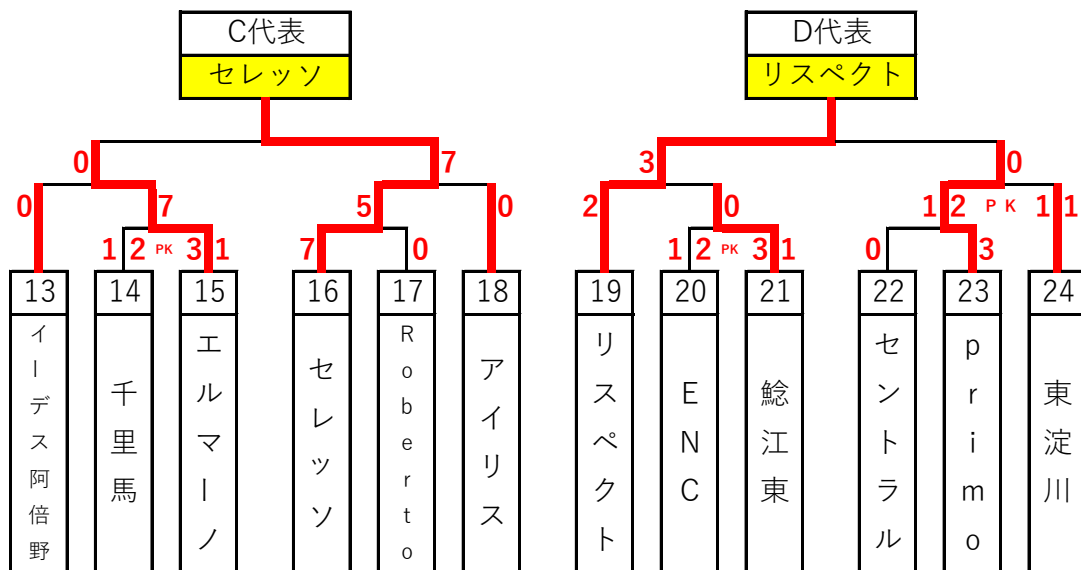 C代表
D代表
セレッソ
リスペクト
0
7
3
0
0
7
5
0
2
0
1 2 PK 1 1
1 2 PK 3 1
7
0
1 2 PK 3 1
0
3
13
14
15
16
17
18
19
20
21
22
23
24
イーデス阿倍野
千里馬
エルマーノ
セレッソ
Roberto
アイリス
リスペクト
ENC
鯰江東
セントラル
primo
東淀川